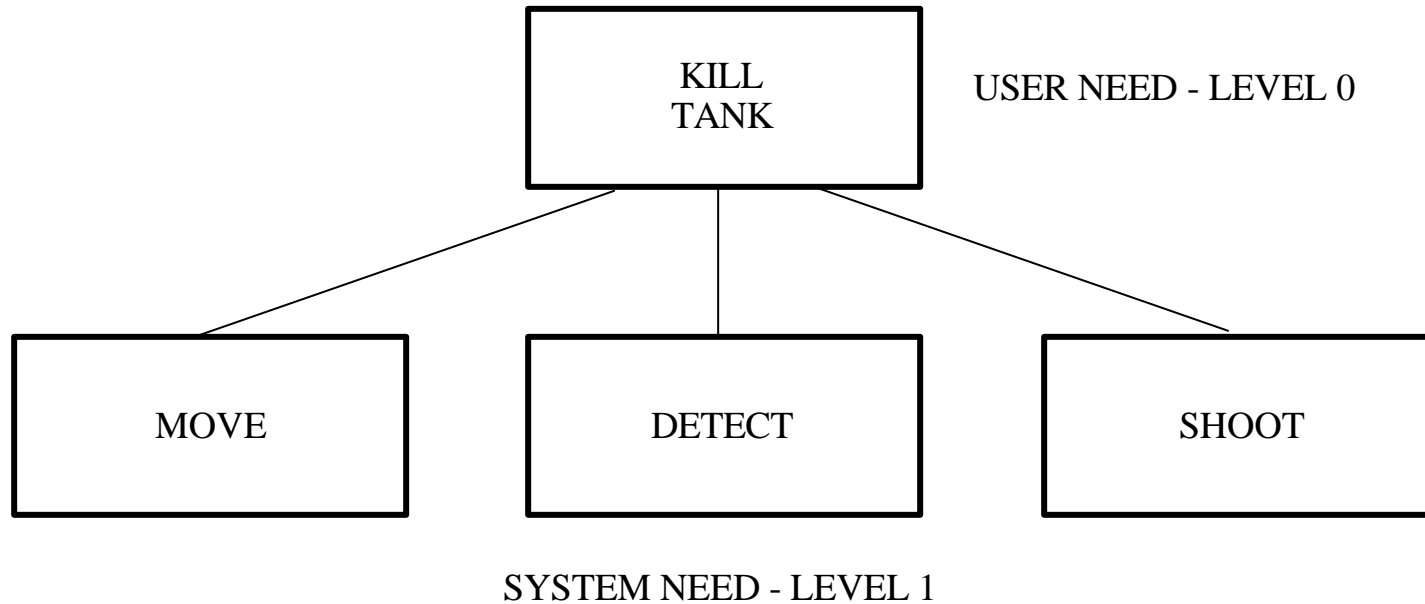 KILL
TANK
USER NEED - LEVEL 0
MOVE
DETECT
SHOOT
SYSTEM NEED - LEVEL 1